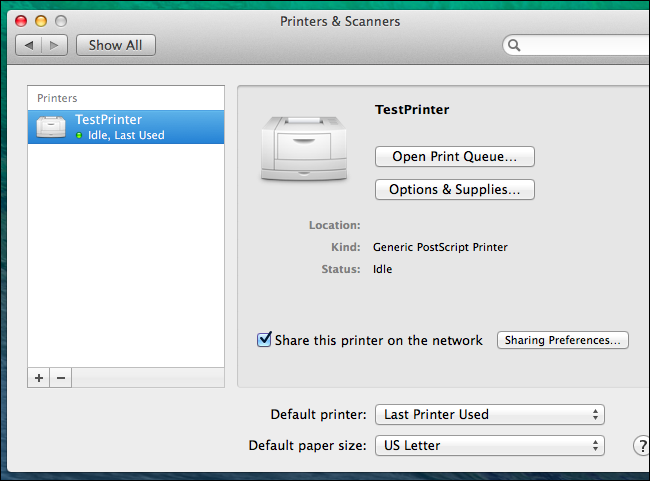 Printers & Scanners
Show All
Printers
TestPrinter
Idle, Last Used
+ −
TestPrinter
Open Print Queue...
Options & Supplies...
Location:
Kind: Generic PostScript Printer
Status: Idle
Share this printer on the network Sharing Preferences...
Default printer: Last Printer Used
Default paper size: US Letter ?